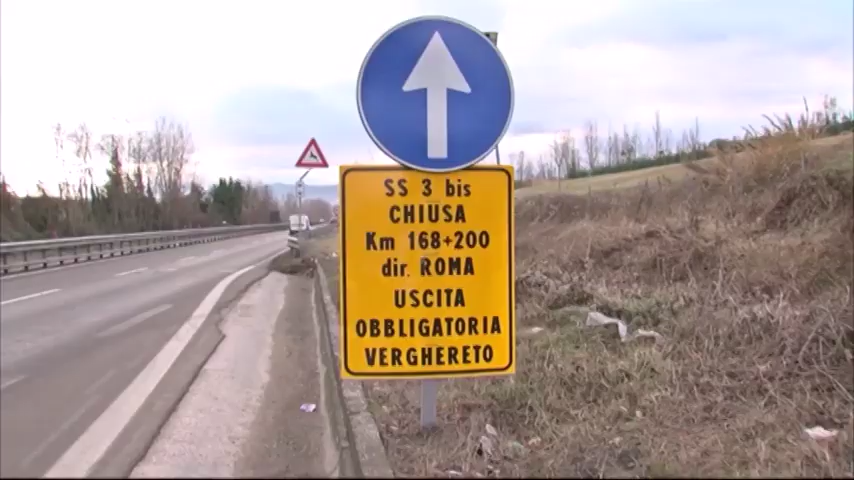 SS 3 bis
CHIUSA
Km 168+200
dir. ROMA
USCITA
OBBLIGATORIA
VERGHERETO